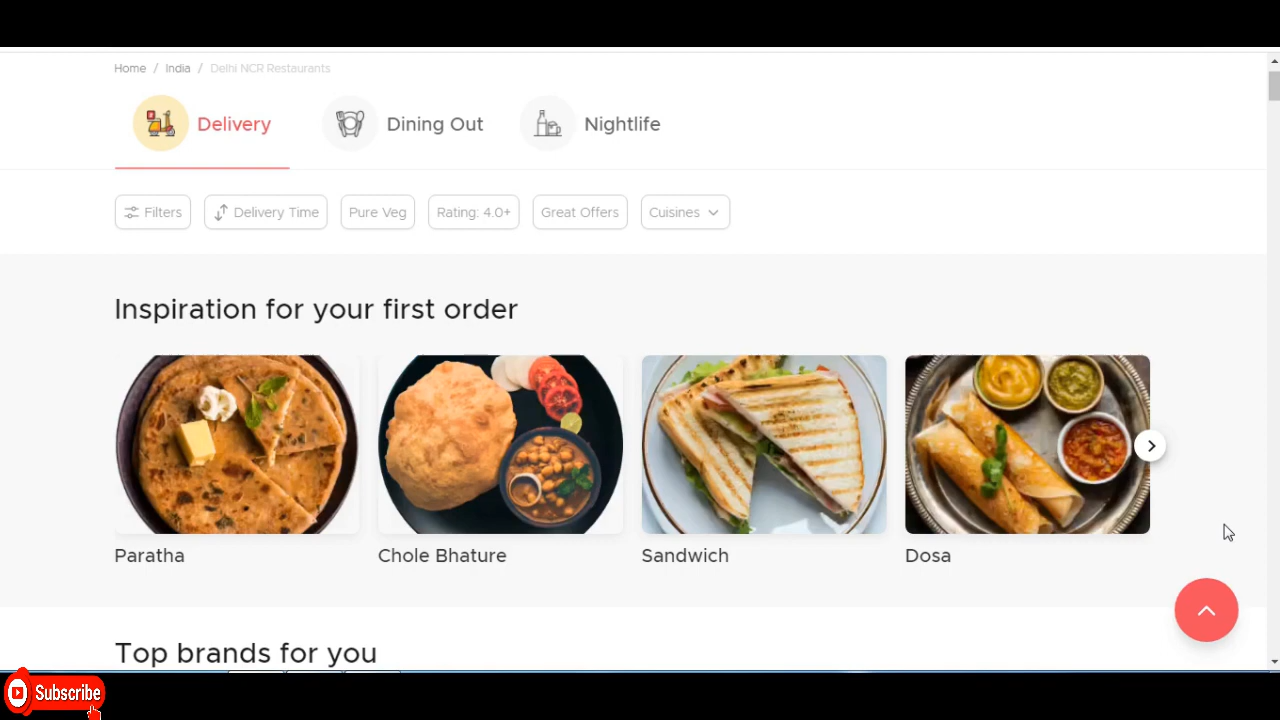 Home / India / Delhi NCR Restaurants
Delivery Dining Out Nightlife
Filters Delivery Time Pure Veg Rating: 4.0+ Great Offers Cuisines
Inspiration for your first order
Paratha Chole Bhature Sandwich Dosa
Top brands for you
Subscribe